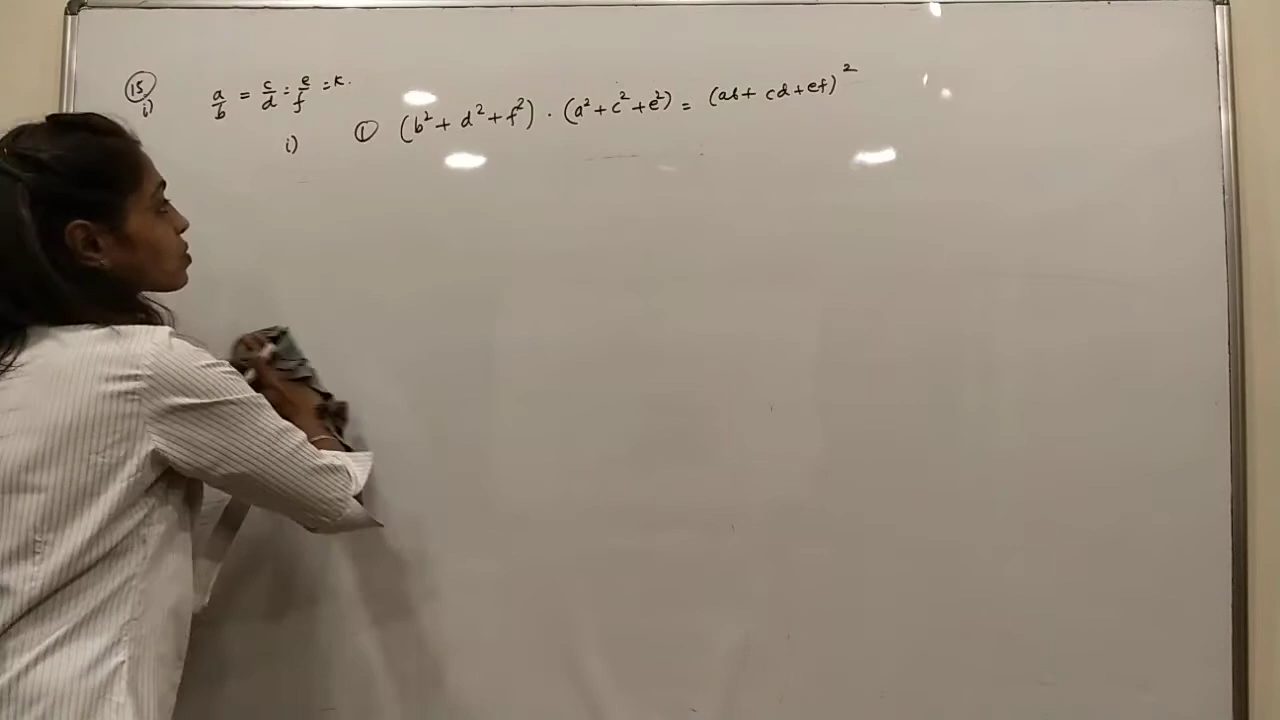 15 a/b = c/d = e/f = k.
i)
i) ① (b² + d² + f²) · (a² + c² + e²) = (ab + cd + ef)²